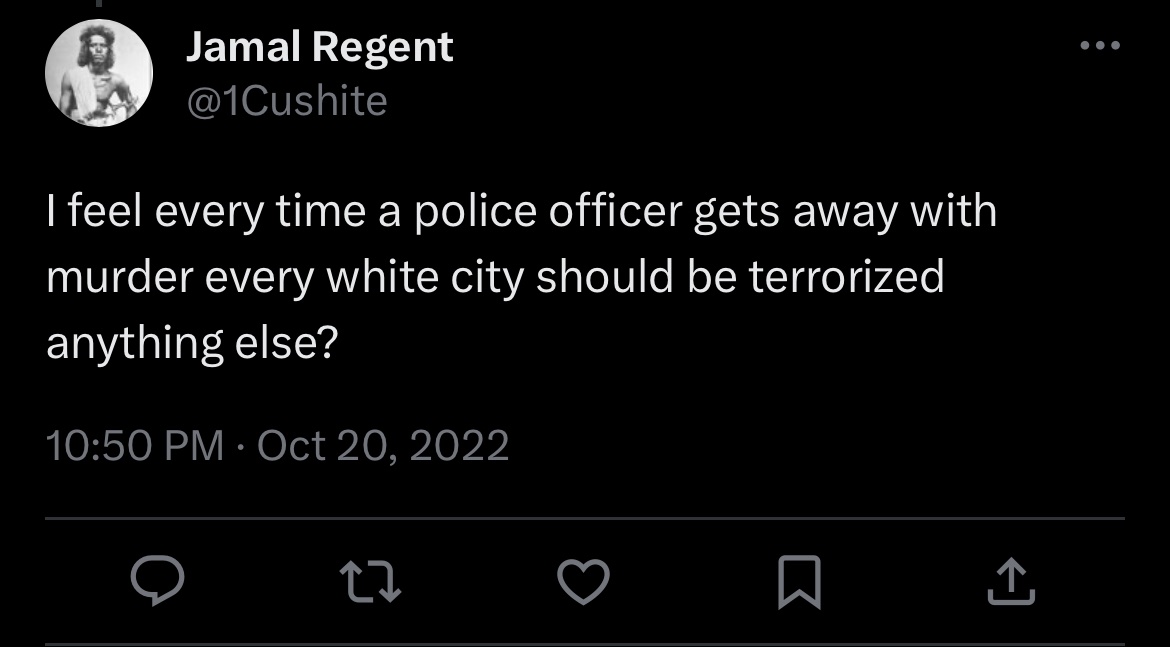 Jamal Regent
@1Cushite
I feel every time a police officer gets away with
murder every white city should be terrorized
anything else?
10:50 PM · Oct 20, 2022